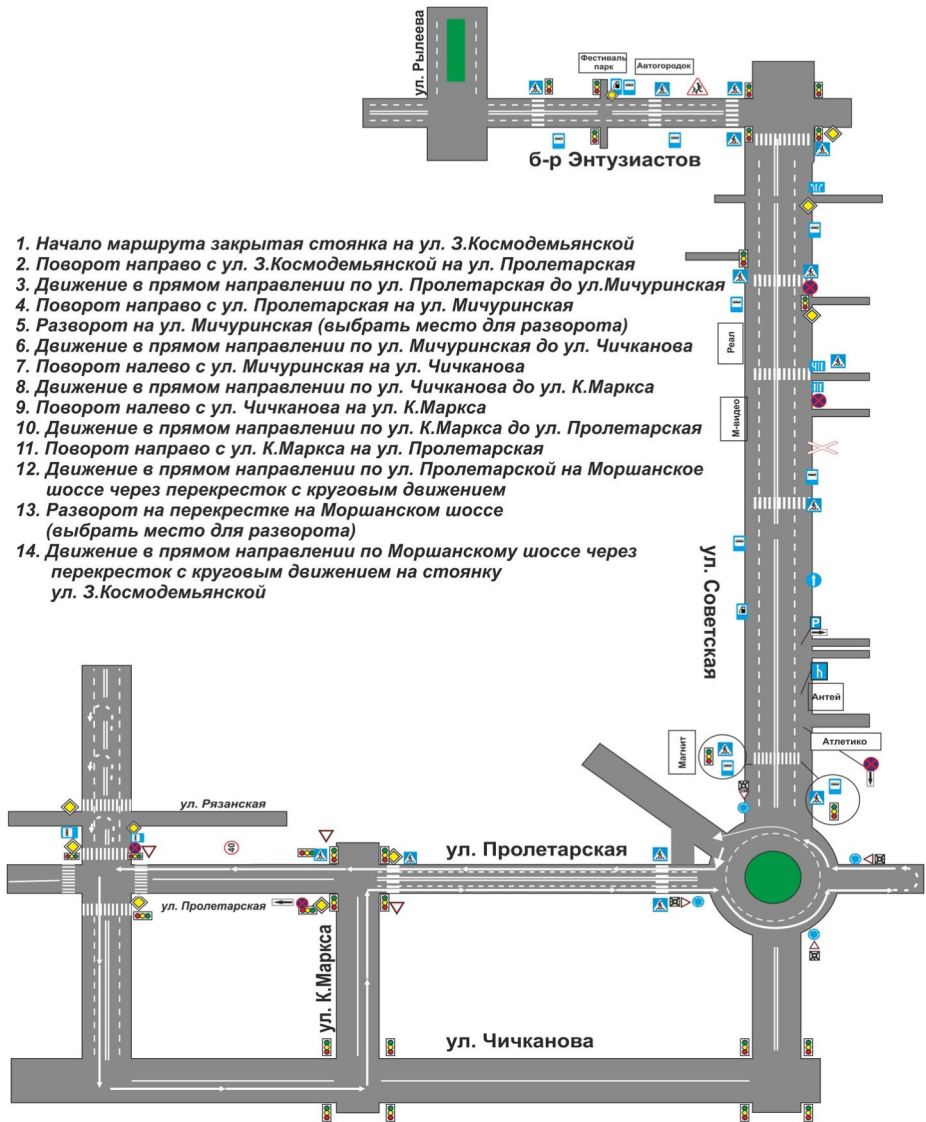 ул. Рылеева
Фестиваль
парк
Автогородок
б-р Энтузиастов
1. Начало маршрута закрытая стоянка на ул. З.Космодемьянской
2. Поворот направо с ул. З.Космодемьянской на ул. Пролетарская
3. Движение в прямом направлении по ул. Пролетарская до ул.Мичуринская
4. Поворот направо с ул. Пролетарская на ул. Мичуринская
5. Разворот на ул. Мичуринская (выбрать место для разворота)
6. Движение в прямом направлении по ул. Мичуринская до ул. Чичканова
7. Поворот налево с ул. Мичуринская на ул. Чичканова
8. Движение в прямом направлении по ул. Чичканова до ул. К.Маркса
9. Поворот налево с ул. Чичканова на ул. К.Маркса
10. Движение в прямом направлении по ул. К.Маркса до ул. Пролетарская
11. Поворот направо с ул. К.Маркса на ул. Пролетарская
12. Движение в прямом направлении по ул. Пролетарской на Моршанское
шоссе через перекресток с круговым движением
13. Разворот на перекрестке на Моршанском шоссе
(выбрать место для разворота)
14. Движение в прямом направлении по Моршанскому шоссе через
перекресток с круговым движением на стоянку
ул. З.Космодемьянской
Реал
М-видео
ул. Советская
P
Антей
Атлетико
Магнит
ул. Рязанская
40
ул. Пролетарская
ул. Пролетарская
ул. К.Маркса
ул. Чичканова